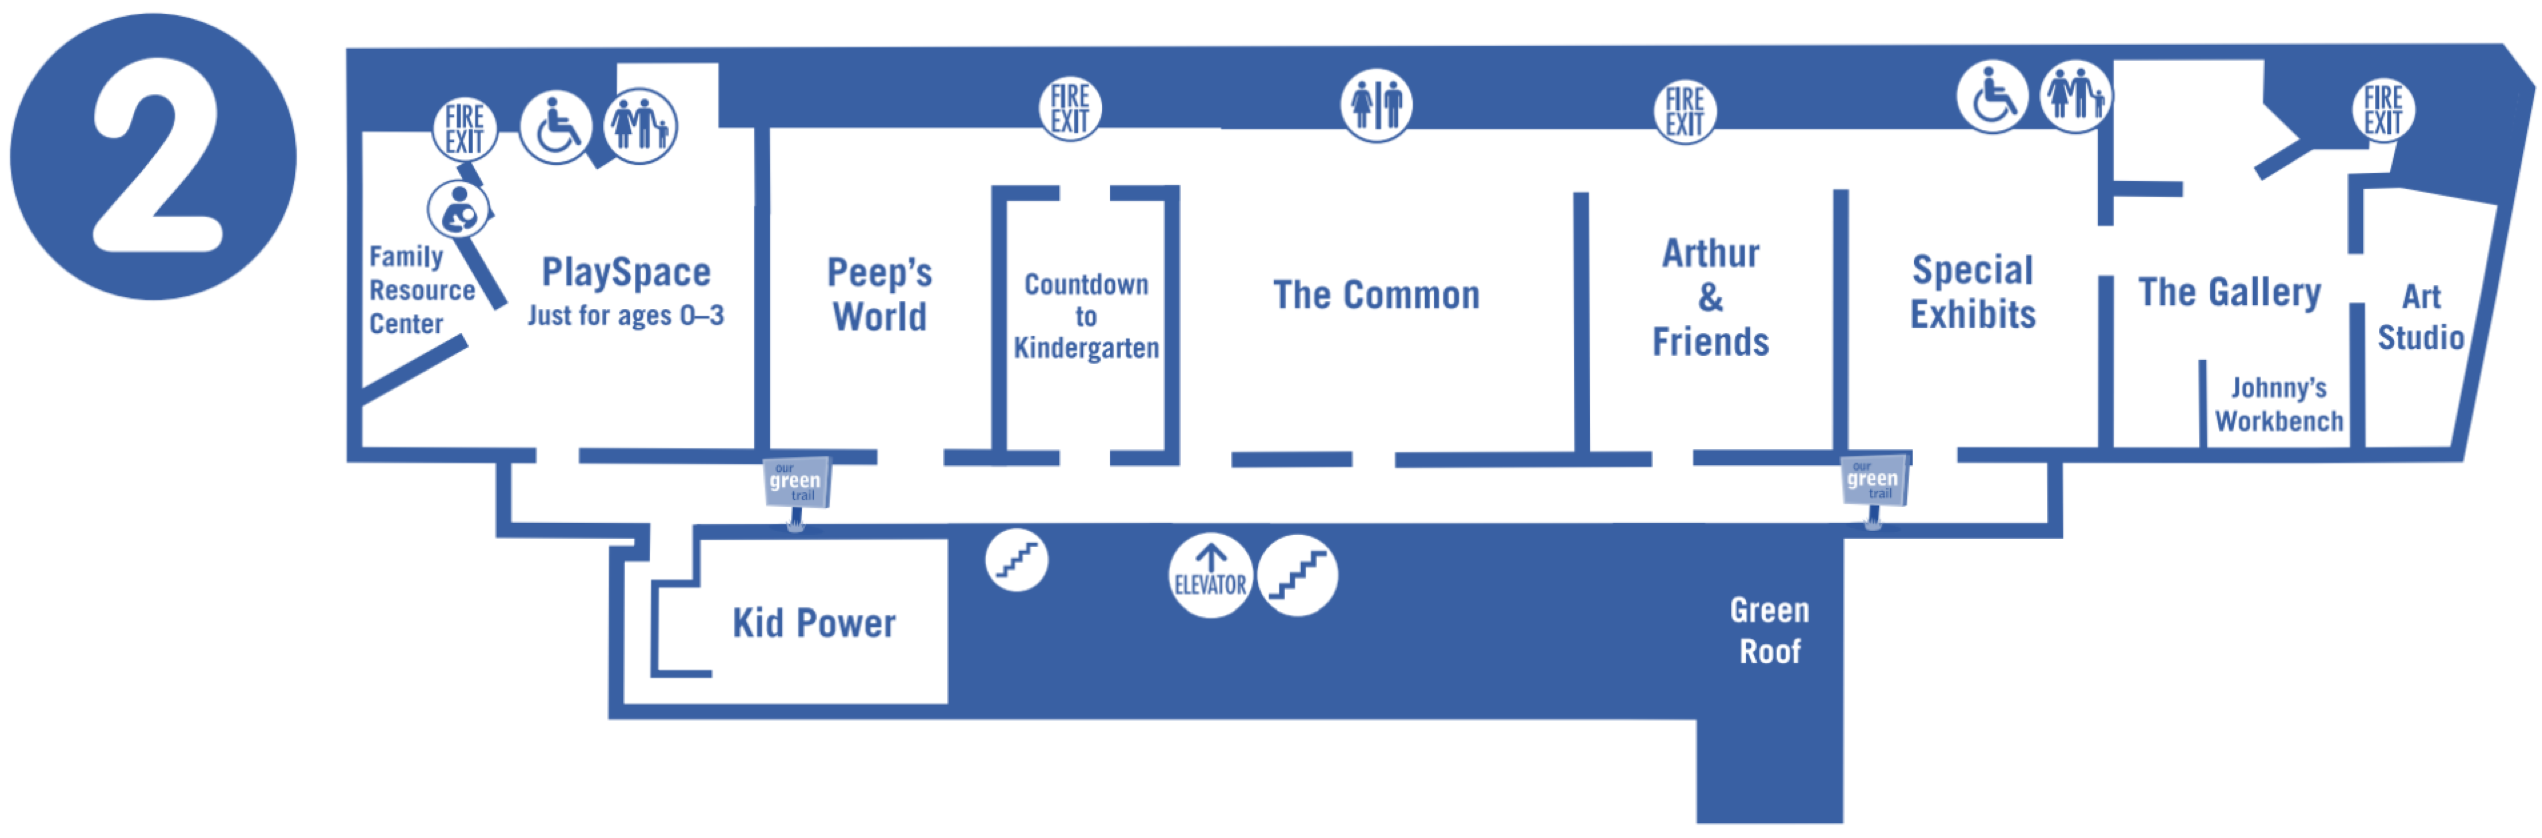 2
FIRE
EXIT
FIRE
EXIT
FIRE
EXIT
FIRE
EXIT
Family
Resource
Center
PlaySpace
Just for ages 0–3
Peep's
World
Countdown
to
Kindergarten
The Common
Arthur
&
Friends
Special
Exhibits
The Gallery
Johnny's
Workbench
Art
Studio
our
green
trail
our
green
trail
Kid Power
ELEVATOR
Green
Roof